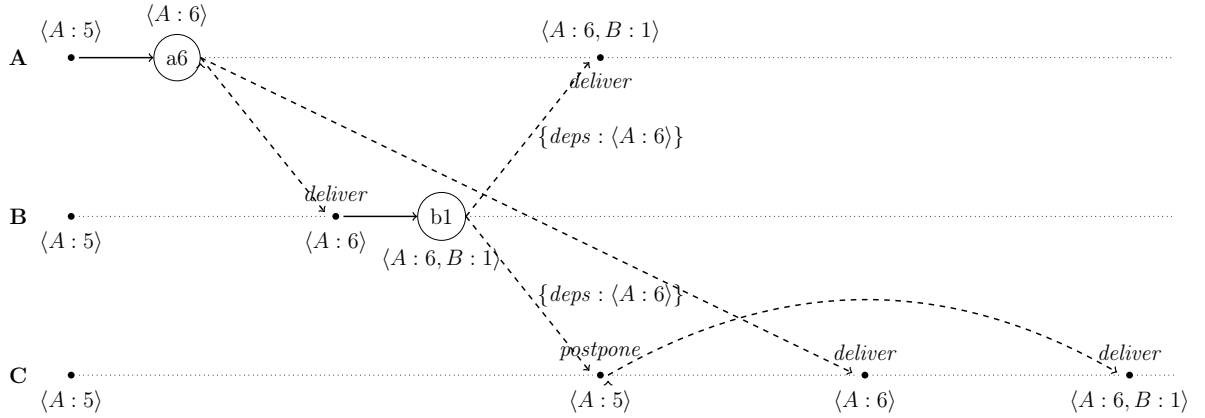 ⟨A : 6⟩
⟨A : 5⟩
⟨A : 6, B : 1⟩
A
a6
deliver
{deps : ⟨A : 6⟩}
deliver
B
b1
⟨A : 5⟩
⟨A : 6⟩
⟨A : 6, B : 1⟩
{deps : ⟨A : 6⟩}
postpone
deliver
deliver
C
⟨A : 5⟩
⟨A : 5⟩
⟨A : 6⟩
⟨A : 6, B : 1⟩